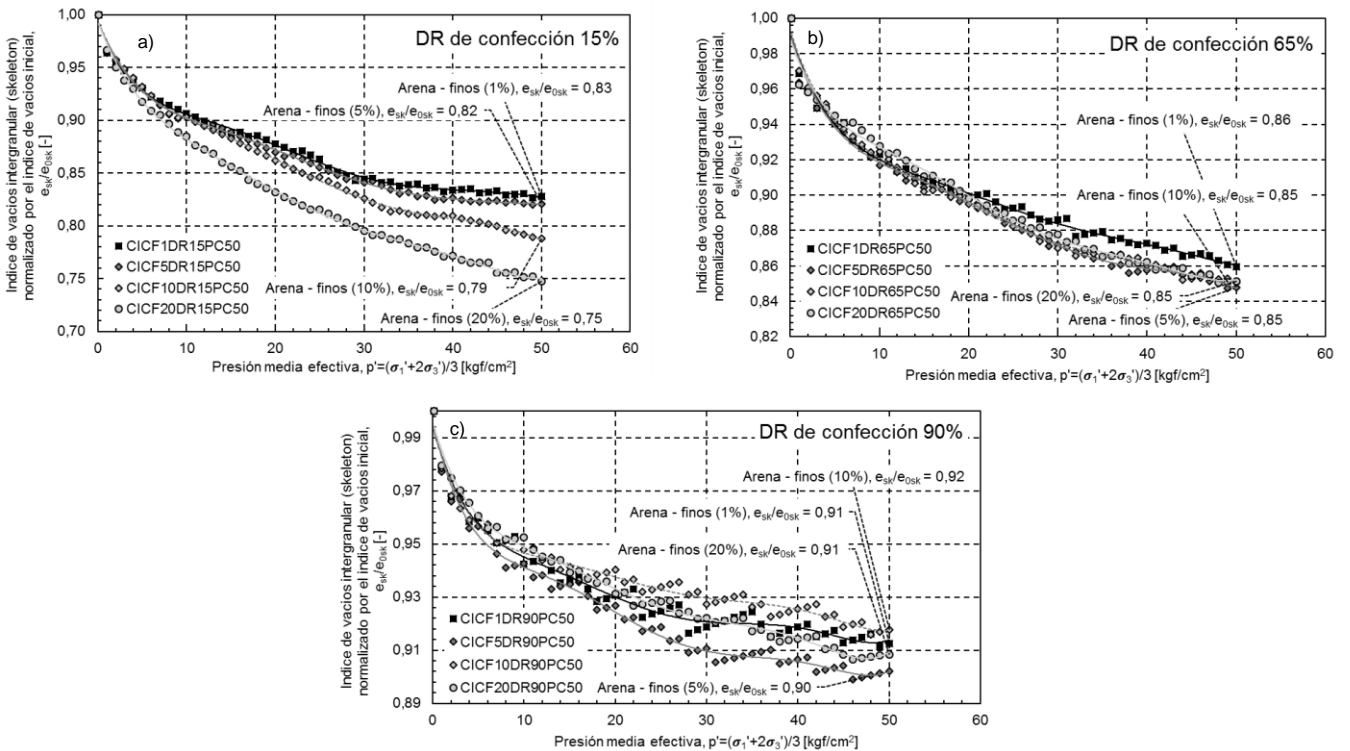 a)
DR de confección 15%
Indice de vacios intergranular (skeleton)
normalizado por el indice de vacios inicial,
e_sk/e_0sk [-]
1,00
0,95
0,90
0,85
0,80
0,75
0,70
Arena - finos (1%), e_sk/e_0sk = 0,83
Arena - finos (5%), e_sk/e_0sk = 0,82
CICF1DR15PC50
CICF5DR15PC50
CICF10DR15PC50
CICF20DR15PC50
Arena - finos (10%), e_sk/e_0sk = 0,79
Arena - finos (20%), e_sk/e_0sk = 0,75
0 10 20 30 40 50 60
Presión media efectiva, p'=(σ₁'+2σ₃')/3 [kgf/cm²]
b)
DR de confección 65%
Indice de vacios intergranular (skeleton)
normalizado por el indice de vacios inicial,
e_sk/e_0sk [-]
1,00
0,98
0,96
0,94
0,92
0,90
0,88
0,86
0,84
0,82
Arena - finos (1%), e_sk/e_0sk = 0,86
Arena - finos (10%), e_sk/e_0sk = 0,85
CICF1DR65PC50
CICF5DR65PC50
CICF10DR65PC50
CICF20DR65PC50
Arena - finos (20%), e_sk/e_0sk = 0,85
Arena - finos (5%), e_sk/e_0sk = 0,85
0 10 20 30 40 50 60
Presión media efectiva, p'=(σ₁'+2σ₃')/3 [kgf/cm²]
c)
DR de confección 90%
Indice de vacios intergranular (skeleton)
normalizado por el indice de vacios inicial,
e_sk/e_0sk [-]
0,99
0,97
0,95
0,93
0,91
0,89
Arena - finos (10%), e_sk/e_0sk = 0,92
Arena - finos (1%), e_sk/e_0sk = 0,91
Arena - finos (20%), e_sk/e_0sk = 0,91
CICF1DR90PC50
CICF5DR90PC50
CICF10DR90PC50
CICF20DR90PC50
Arena - finos (5%), e_sk/e_0sk = 0,90
0 10 20 30 40 50 60
Presión media efectiva, p'=(σ₁'+2σ₃')/3 [kgf/cm²]